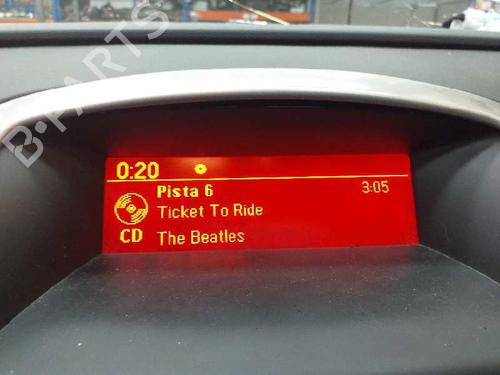 B-PARTS
0:20
Pista 6 3:05
Ticket To Ride
CD The Beatles